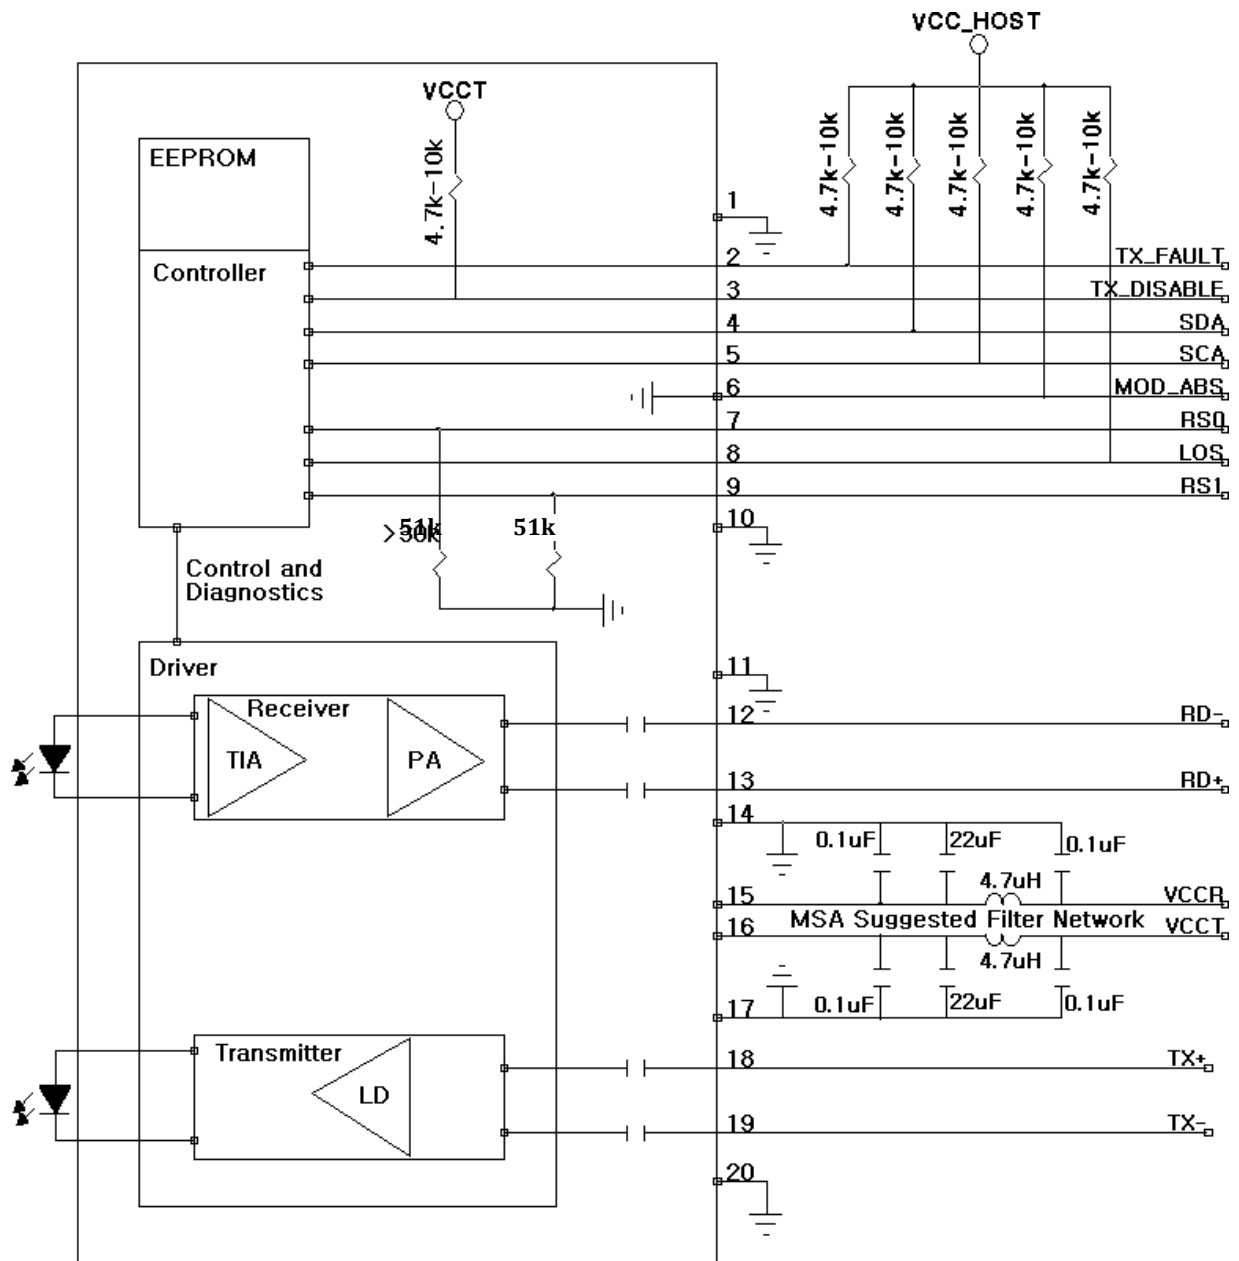 VCC_HOST
VCCT
4.7k-10k
4.7k-10k
4.7k-10k
4.7k-10k
4.7k-10k
4.7k-10k
EEPROM
Controller
1
2
TX_FAULT
3
TX_DISABLE
4
SDA
5
SCA
6
MOD_ABS
7
RS0
8
LOS
9
RS1
51k
51k
10
Control and
Diagnostics
Driver
11
Receiver
12
RD-
TIA
PA
13
RD+
14
0.1uF
22uF
0.1uF
4.7uH
15
VCCR
MSA Suggested Filter Network
16
VCCT
4.7uH
17
0.1uF
22uF
0.1uF
Transmitter
18
TX+
LD
19
TX-
20